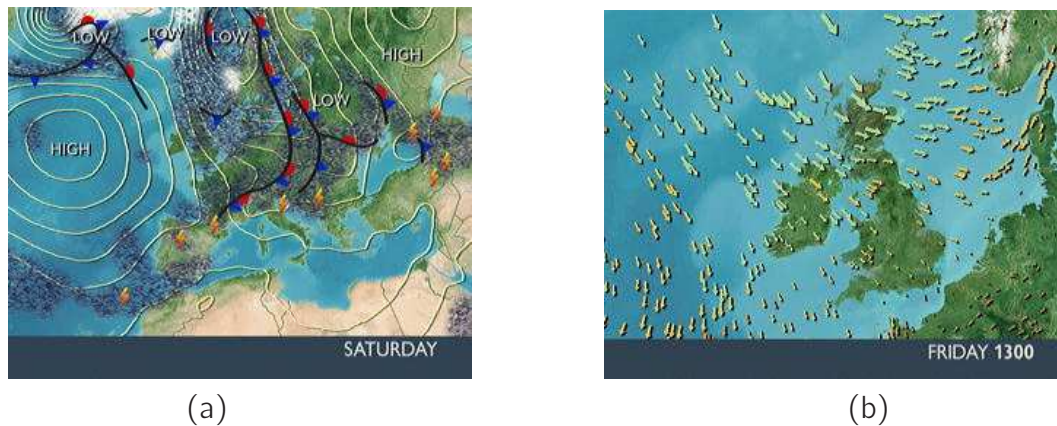 LOW LOW LOW
HIGH
LOW
HIGH
SATURDAY
FRIDAY 1300
(a)
(b)